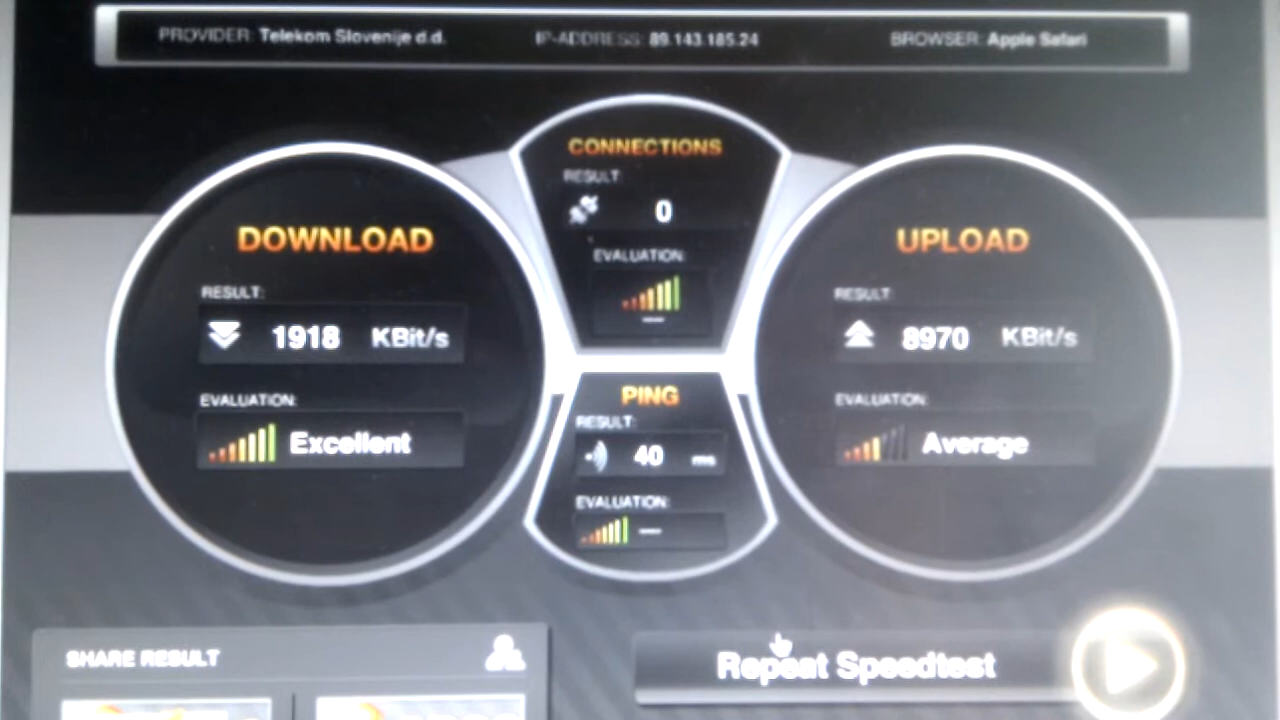 PROVIDER: Telekom Slovenije d.d. IP-ADDRESS: 89.143.185.24 BROWSER: Apple Safari
CONNECTIONS
RESULT:
0
EVALUATION:
DOWNLOAD
RESULT:
1918 KBit/s
EVALUATION:
Excellent
PING
RESULT:
40 ms
EVALUATION:
UPLOAD
RESULT:
8970 KBit/s
EVALUATION:
Average
SHARE RESULT
Repeat Speedtest